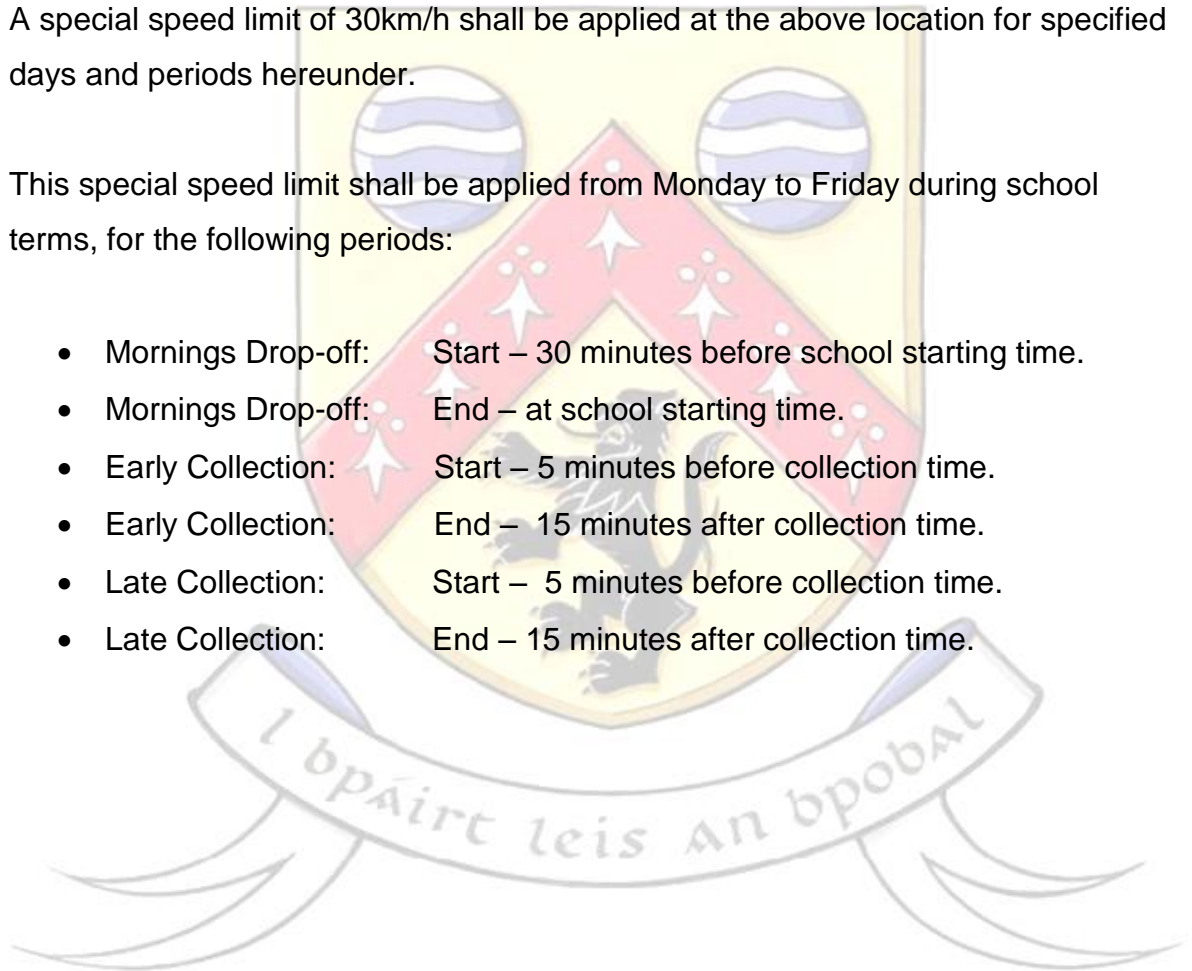 A special speed limit of 30km/h shall be applied at the above location for specified
days and periods hereunder.
This special speed limit shall be applied from Monday to Friday during school
terms, for the following periods:
• Mornings Drop-off: Start – 30 minutes before school starting time.
• Mornings Drop-off: End – at school starting time.
• Early Collection: Start – 5 minutes before collection time.
• Early Collection: End – 15 minutes after collection time.
• Late Collection: Start – 5 minutes before collection time.
• Late Collection: End – 15 minutes after collection time.
i bpáirt leis an bpobal